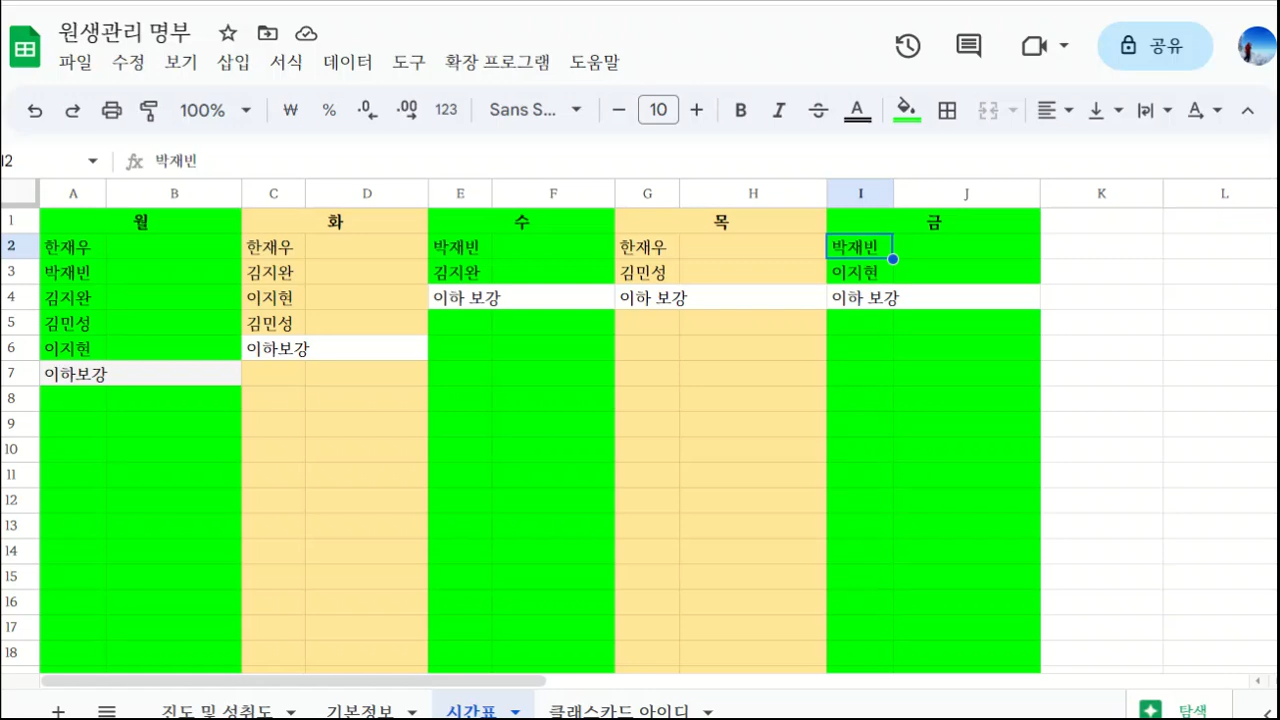 원생관리 명부
파일 수정 보기 삽입 서식 데이터 도구 확장 프로그램 도움말
공유
100% ₩ % .0 .00 123 Sans S... 10 B I A
I2 fx 박재빈
A B C D E F G H I J K L
1 월 화 수 목 금
2 한재우 한재우 박재빈 한재우 박재빈
3 박재빈 김지완 김지완 김민성 이지현
4 김지완 이지현 이하 보강 이하 보강 이하 보강
5 김민성 김민성
6 이지현 이하보강
7 이하보강
8
9
10
11
12
13
14
15
16
17
18
진도 및 성취도 기본정보 시간표 클래스카드 아이디 탐색